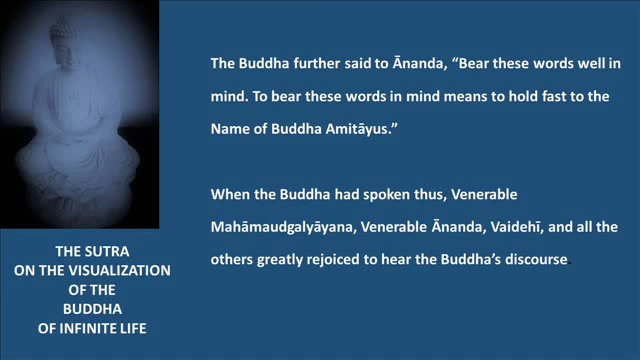 The Buddha further said to Ānanda, “Bear these words well in
mind. To bear these words in mind means to hold fast to the
Name of Buddha Amitāyus.”
When the Buddha had spoken thus, Venerable
Mahāmaudgalyāyana, Venerable Ānanda, Vaidehī, and all the
others greatly rejoiced to hear the Buddha’s discourse.
THE SUTRA
ON THE VISUALIZATION
OF THE
BUDDHA
OF INFINITE LIFE